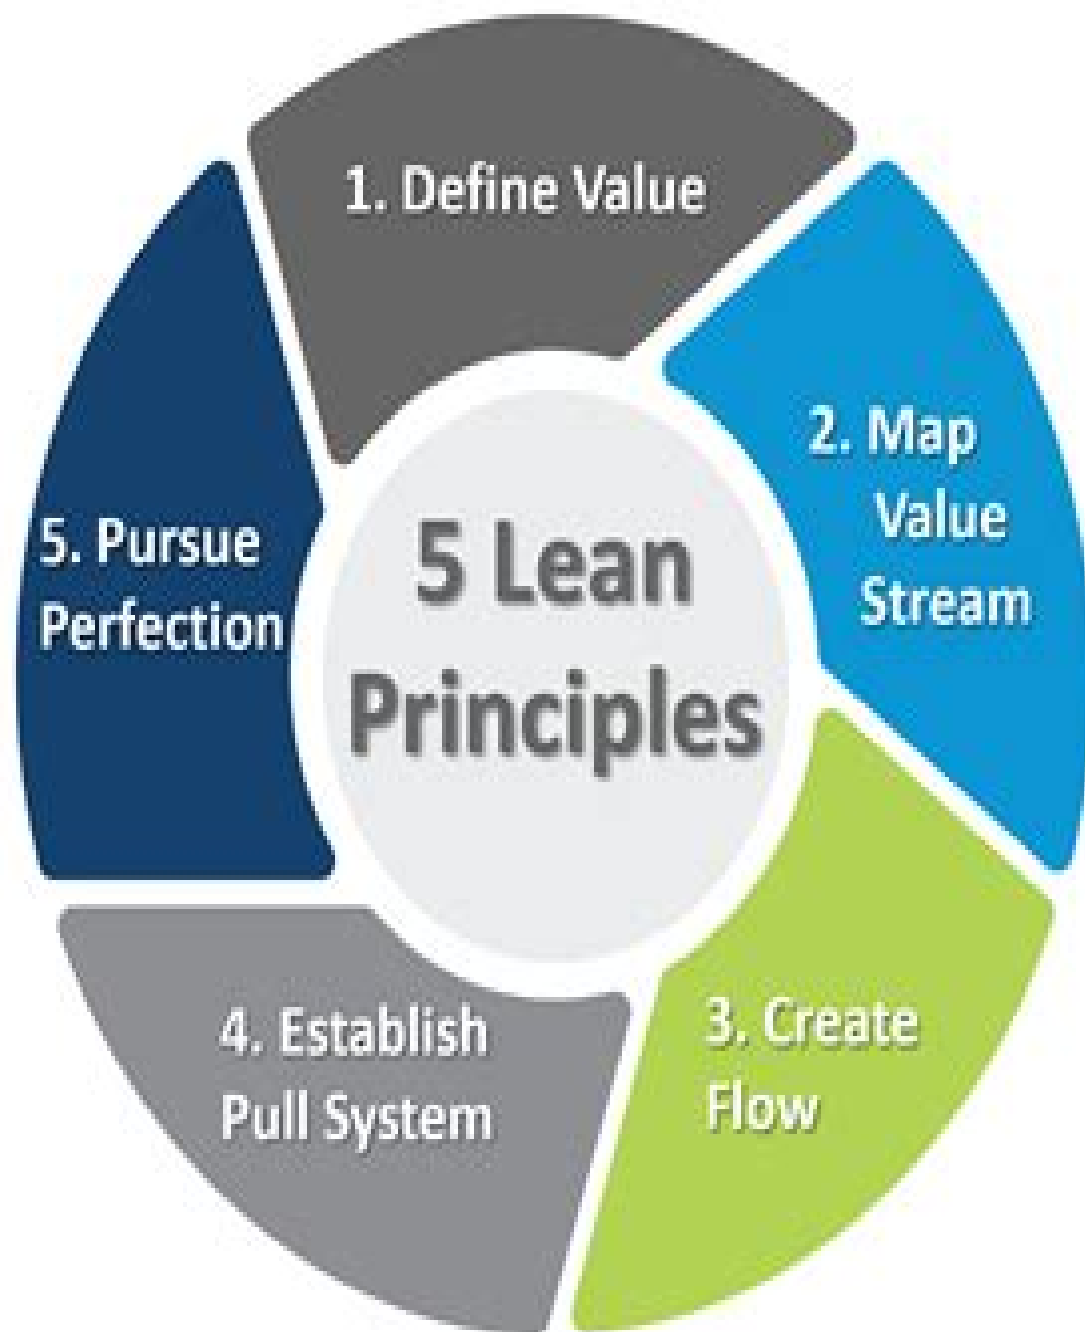 1. Define Value
2. Map
Value
Stream
3. Create
Flow
4. Establish
Pull System
5. Pursue
Perfection
5 Lean
Principles